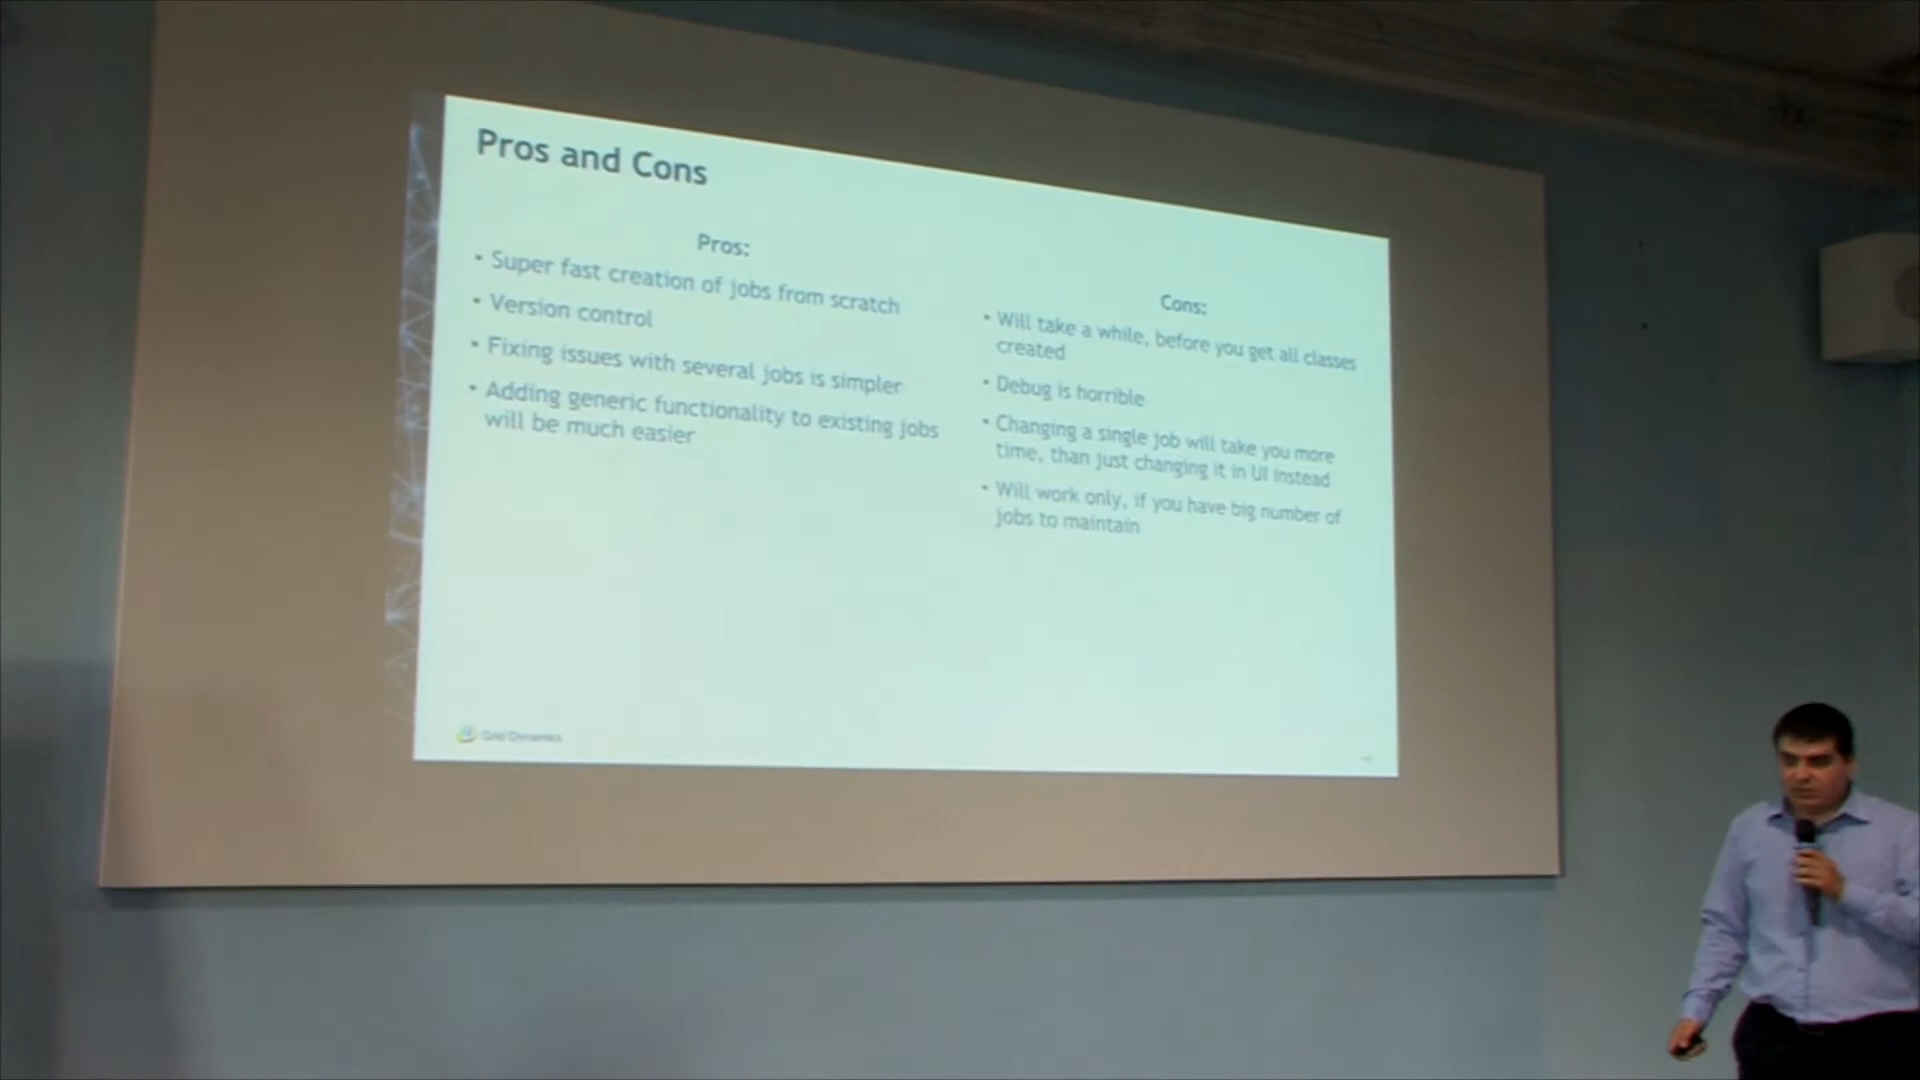 Pros and Cons
Pros:
• Super fast creation of jobs from scratch
• Version control
• Fixing issues with several jobs is simpler
• Adding generic functionality to existing jobs
will be much easier
Cons:
• Will take a while, before you get all classes
created
• Debug is horrible
• Changing a single job will take you more
time, than just changing it in UI instead
• Will work only, if you have big number of
jobs to maintain
Grid Dynamics